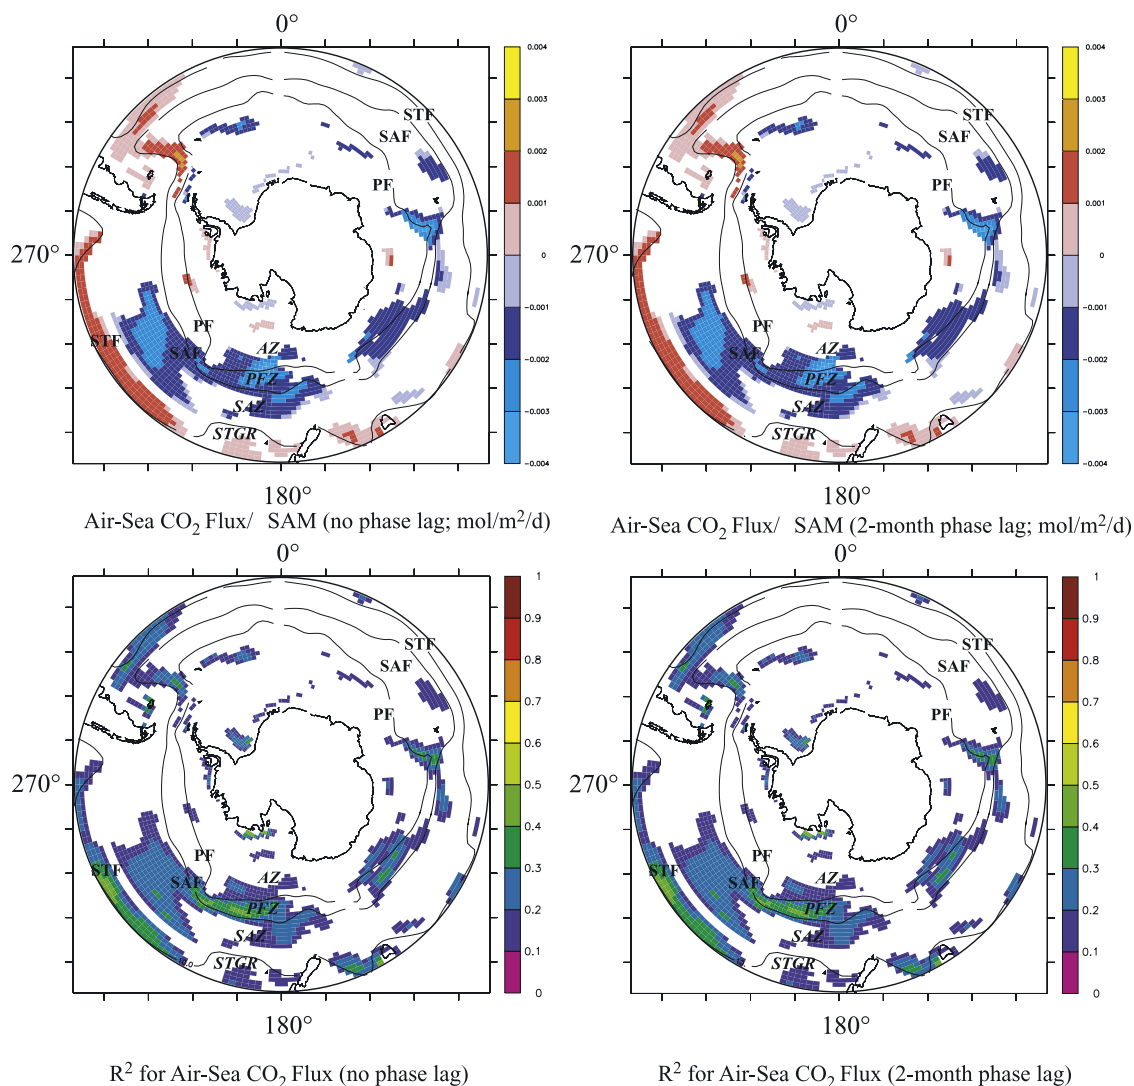 0°
0°
0.004
0.003
0.002
0.001
0
−0.001
−0.002
−0.003
−0.004
STF
SAF
PF
270°
STF
PF
SAF
AZ
PFZ
SAZ
STGR
180°
0.004
0.003
0.002
0.001
0
−0.001
−0.002
−0.003
−0.004
STF
SAF
PF
270°
PF
SAF
AZ
PFZ
SAZ
STGR
180°
Air-Sea CO2 Flux/ SAM (no phase lag; mol/m²/d)
Air-Sea CO2 Flux/ SAM (2-month phase lag; mol/m²/d)
0°
0°
1
0.9
0.8
0.7
0.6
0.5
0.4
0.3
0.2
0.1
0
STF
SAF
PF
270°
STF
PF
SAF
AZ
PFZ
SAZ
STGR
180°
1
0.9
0.8
0.7
0.6
0.5
0.4
0.3
0.2
0.1
0
STF
SAF
PF
270°
STF
PF
SAF
AZ
PFZ
SAZ
STGR
180°
R² for Air-Sea CO2 Flux (no phase lag)
R² for Air-Sea CO2 Flux (2-month phase lag)